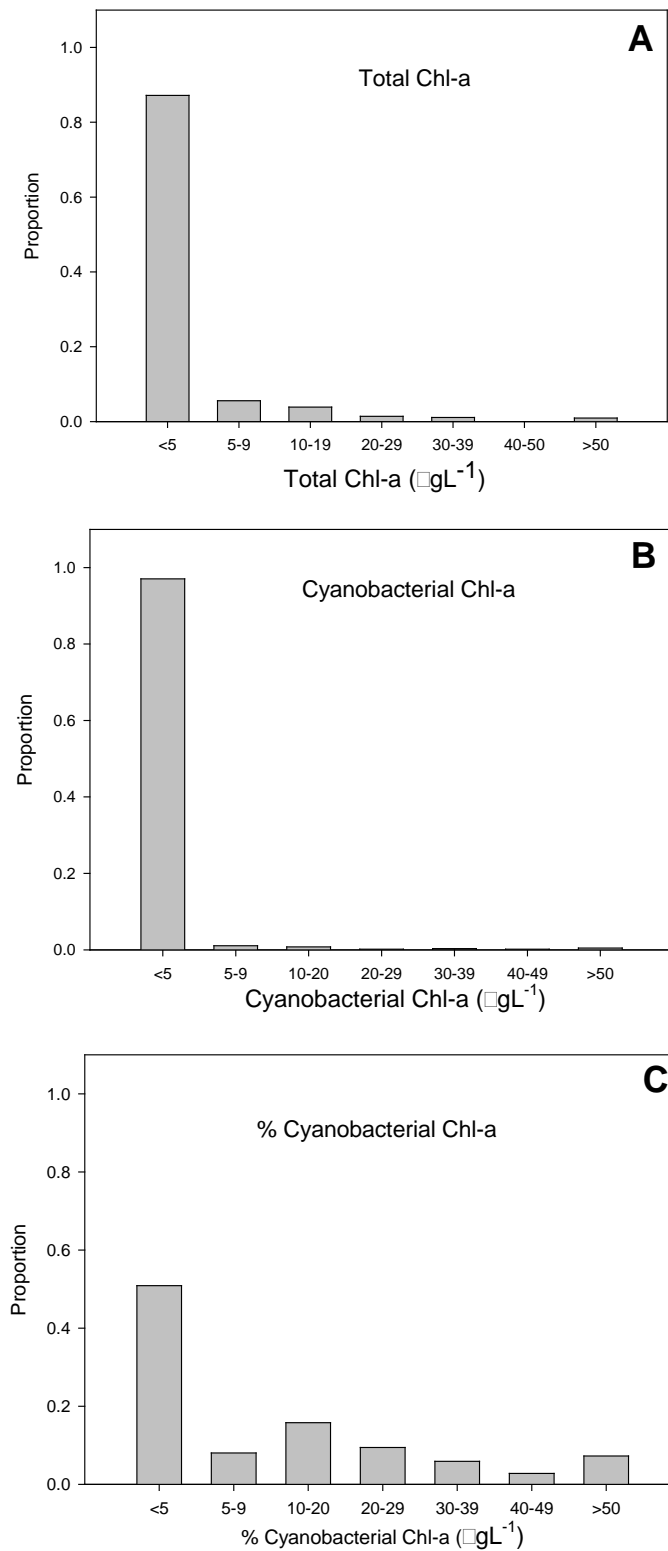 A
Total Chl-a
Proportion
1.0
0.8
0.6
0.4
0.2
0.0
<5 5-9 10-19 20-29 30-39 40-50 >50
Total Chl-a (□gL-1)
B
Cyanobacterial Chl-a
Proportion
1.0
0.8
0.6
0.4
0.2
0.0
<5 5-9 10-20 20-29 30-39 40-49 >50
Cyanobacterial Chl-a (□gL-1)
C
% Cyanobacterial Chl-a
Proportion
1.0
0.8
0.6
0.4
0.2
0.0
<5 5-9 10-20 20-29 30-39 40-49 >50
% Cyanobacterial Chl-a (□gL-1)